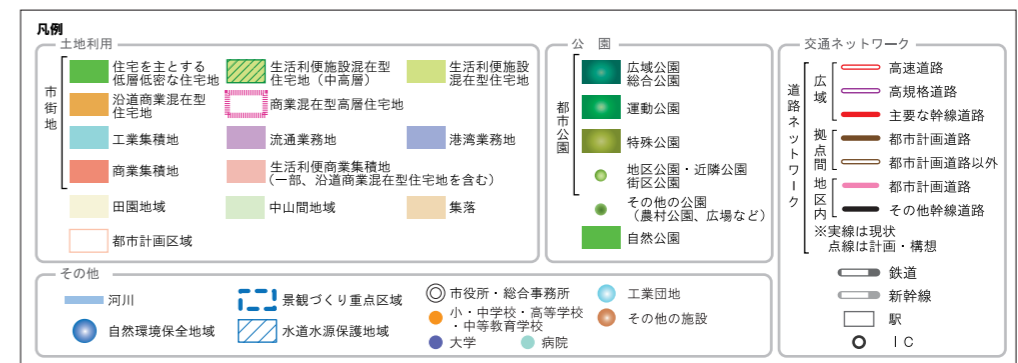 凡例
土地利用
市街地
住宅を主とする
低層低密な住宅地
生活利便施設混在型
住宅地（中高層）
生活利便施設
混在型住宅地
沿道商業混在型
住宅地
商業混在型高層住宅地
工業集積地
流通業務地
港湾業務地
商業集積地
生活利便商業集積地
（一部、沿道商業混在型住宅地を含む）
田園地域
中山間地域
集落
都市計画区域
公　園
都市公園
広域公園
総合公園
運動公園
特殊公園
地区公園・近隣公園
街区公園
その他の公園
（農村公園、広場など）
自然公園
交通ネットワーク
道路ネットワーク
広域
高速道路
高規格道路
主要な幹線道路
拠点間
都市計画道路
都市計画道路以外
地区内
都市計画道路
その他幹線道路
※実線は現状
点線は計画・構想
鉄道
新幹線
駅
ＩＣ
その他
河川
景観づくり重点区域
市役所・総合事務所
工業団地
自然環境保全地域
水道水源保護地域
小・中学校・高等学校
・中等教育学校
その他の施設
大学
病院